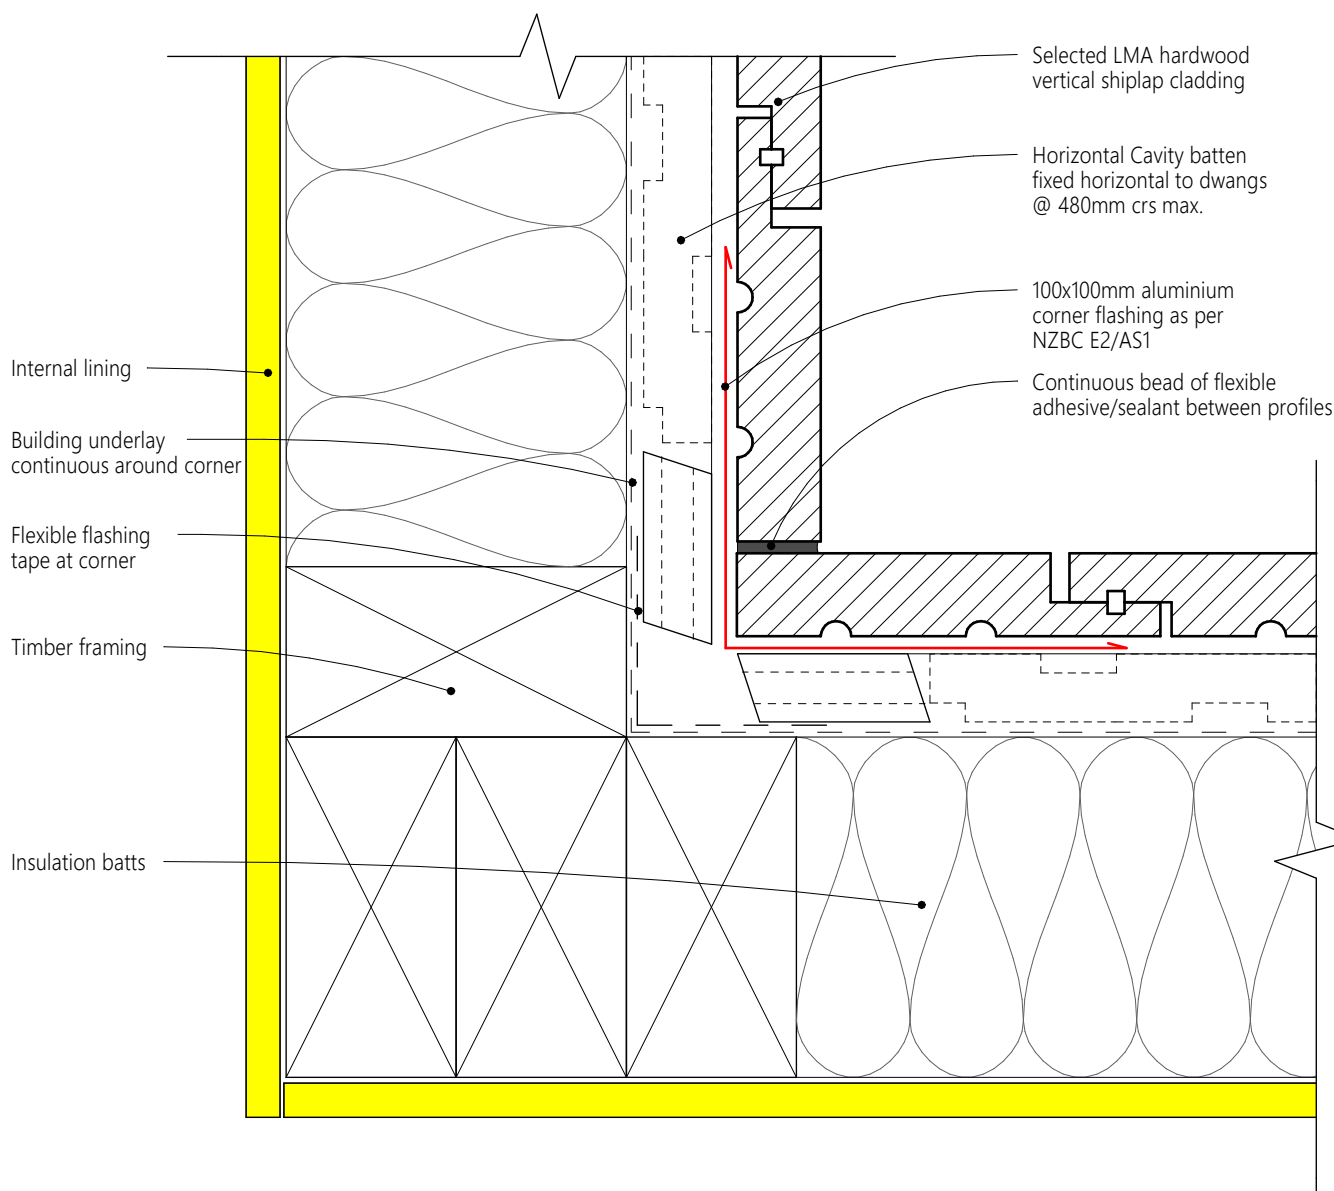 Selected LMA hardwood
vertical shiplap cladding
Horizontal Cavity batten
fixed horizontal to dwangs
@ 480mm crs max.
100x100mm aluminium
corner flashing as per
NZBC E2/AS1
Continuous bead of flexible
adhesive/sealant between profiles
Internal lining
Building underlay
continuous around corner
Flexible flashing
tape at corner
Timber framing
Insulation batts